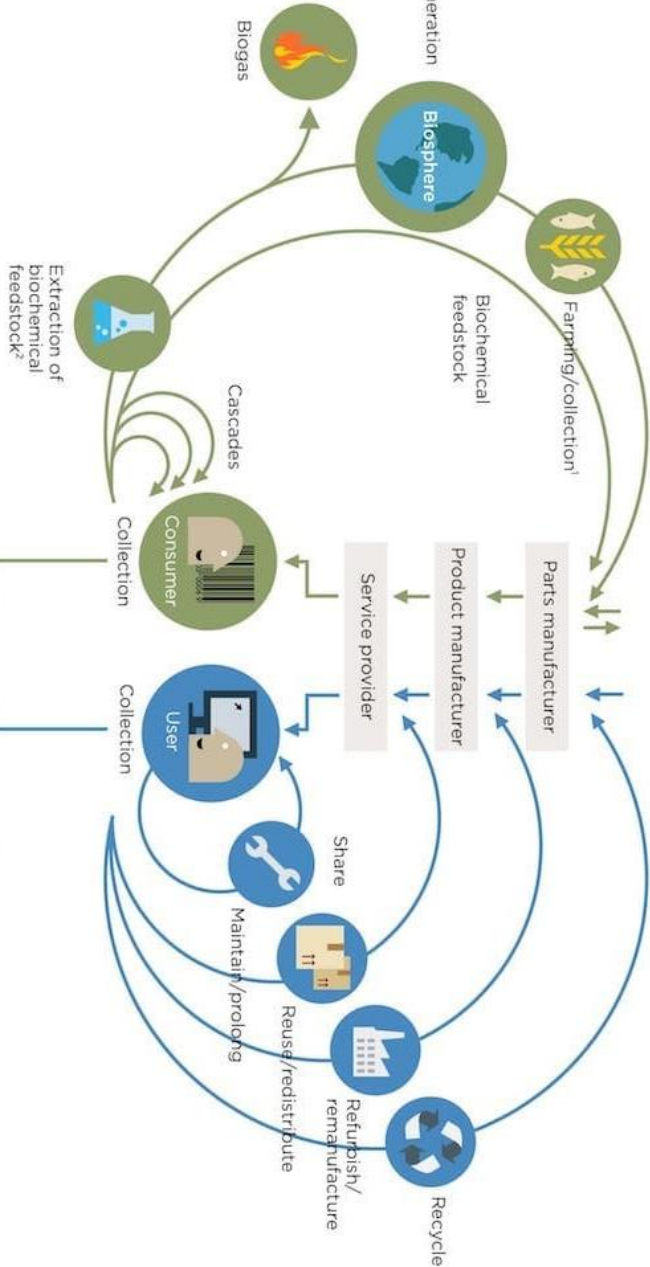 eration
Biosphere
Biogas
Farming/collection¹
Biochemical
feedstock
Extraction of
biochemical
feedstock²
Cascades
Parts manufacturer
Product manufacturer
Service provider
Consumer
User
Collection
Collection
Share
Maintain/prolong
Reuse/redistribute
Refurbish/
remanufacture
Recycle